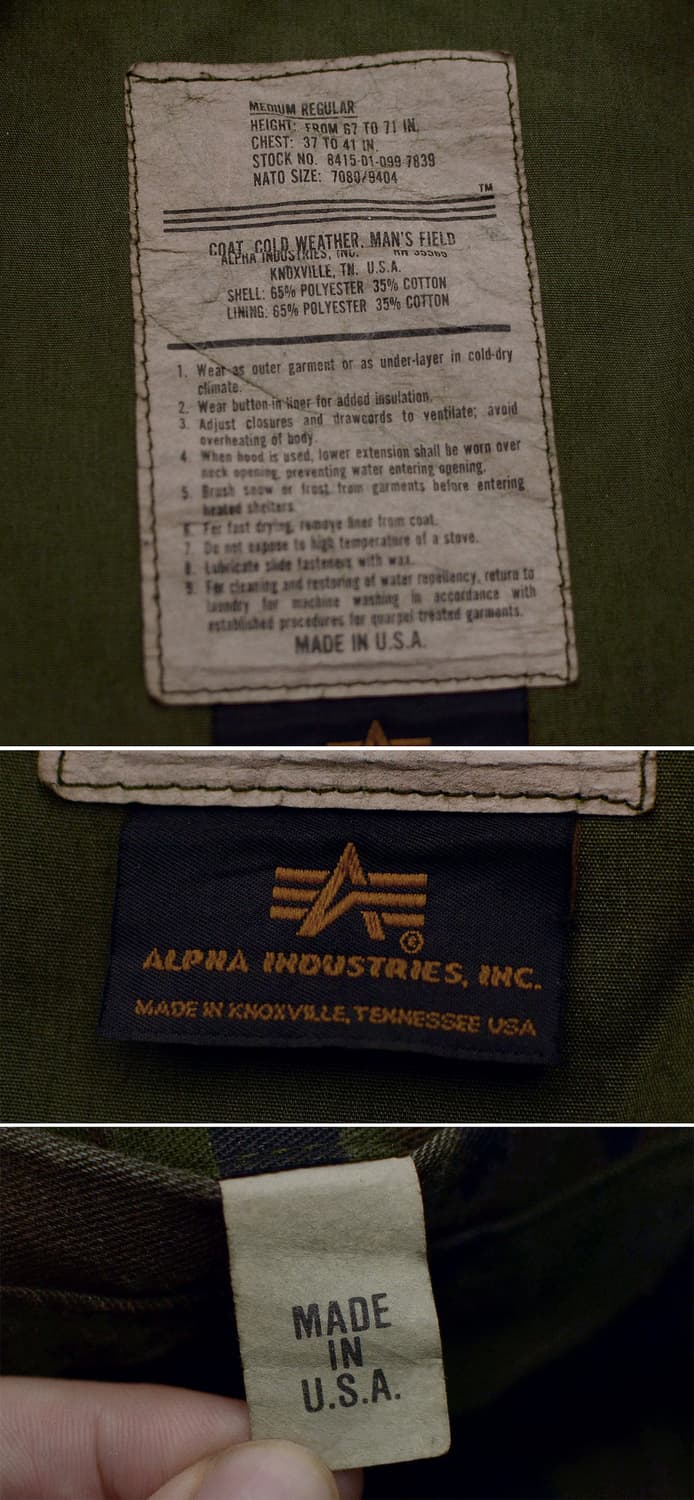 MEDIUM REGULAR
HEIGHT: FROM 67 TO 71 IN.
CHEST: 37 TO 41 IN.
STOCK NO. 8415-01-099-7839
NATO SIZE: 7080/9404
TM
COAT, COLD WEATHER, MAN'S FIELD
ALPHA INDUSTRIES, INC. RN
KNOXVILLE, TN. U.S.A.
SHELL: 65% POLYESTER 35% COTTON
LINING: 65% POLYESTER 35% COTTON
1. Wear as outer garment or as under-layer in cold-dry
climate.
2. Wear button-in liner for added insulation.
3. Adjust closures and drawcords to ventilate; avoid
overheating of body.
4. When hood is used, lower extension shall be worn over
neck opening, preventing water entering opening.
5. Brush snow or frost from garments before entering
heated shelters.
6. For fast drying, remove liner from coat.
7. Do not expose to high temperature of a stove.
8. Lubricate slide fasteners with wax.
9. For cleaning and restoring of water repellency, return to
laundry for machine washing in accordance with
established procedures for quarpel treated garments.
MADE IN U.S.A.
ALPHA INDUSTRIES, INC.
MADE IN KNOXVILLE, TENNESSEE USA
MADE
IN
U.S.A.